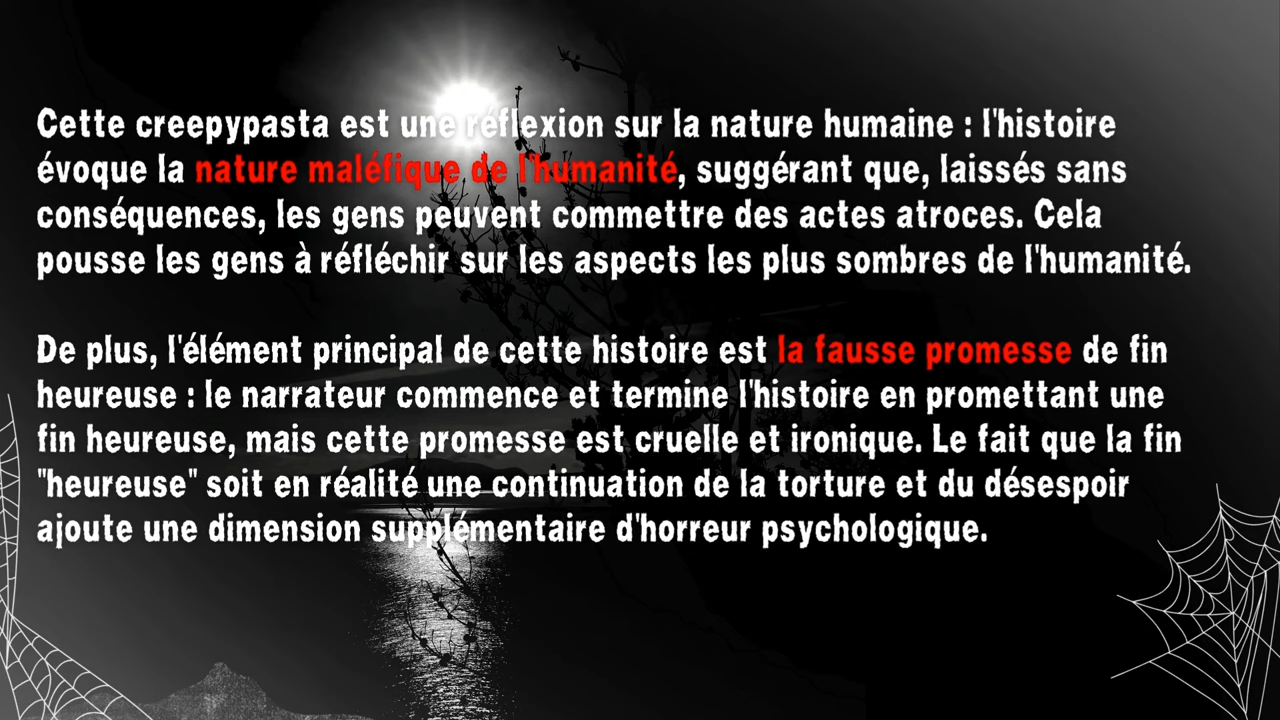 Cette creepypasta est une réflexion sur la nature humaine : l'histoire
évoque la nature maléfique de l'humanité, suggérant que, laissés sans
conséquences, les gens peuvent commettre des actes atroces. Cela
pousse les gens à réfléchir sur les aspects les plus sombres de l'humanité.
De plus, l'élément principal de cette histoire est la fausse promesse de fin
heureuse : le narrateur commence et termine l'histoire en promettant une
fin heureuse, mais cette promesse est cruelle et ironique. Le fait que la fin
"heureuse" soit en réalité une continuation de la torture et du désespoir
ajoute une dimension supplémentaire d'horreur psychologique.